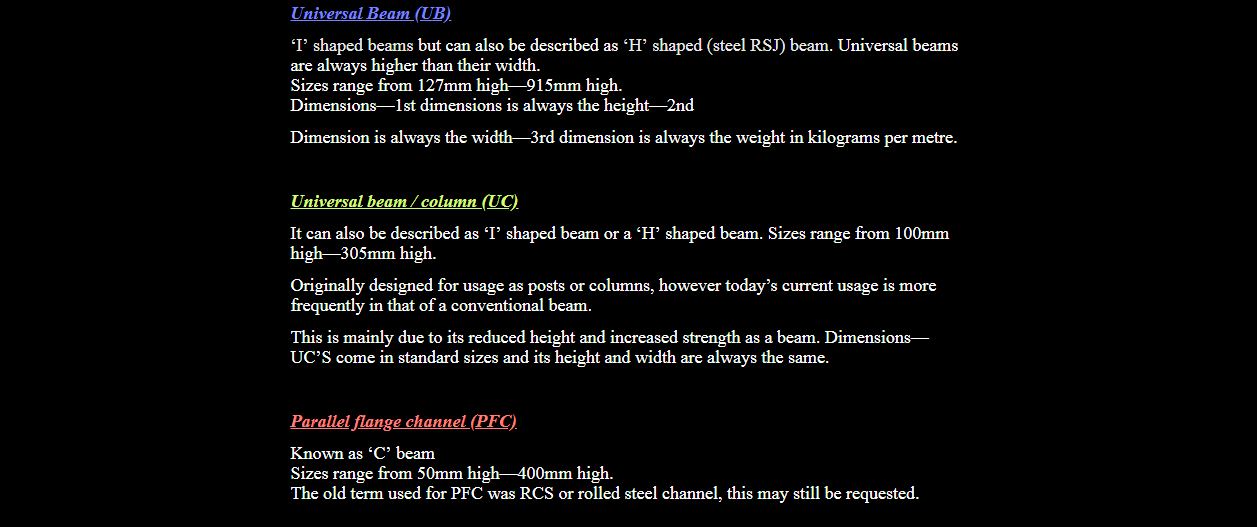 Universal Beam (UB)
‘I’ shaped beams but can also be described as ‘H’ shaped (steel RSJ) beam. Universal beams
are always higher than their width.
Sizes range from 127mm high—915mm high.
Dimensions—1st dimensions is always the height—2nd
Dimension is always the width—3rd dimension is always the weight in kilograms per metre.
Universal beam / column (UC)
It can also be described as ‘I’ shaped beam or a ‘H’ shaped beam. Sizes range from 100mm
high—305mm high.
Originally designed for usage as posts or columns, however today’s current usage is more
frequently in that of a conventional beam.
This is mainly due to its reduced height and increased strength as a beam. Dimensions—
UC’S come in standard sizes and its height and width are always the same.
Parallel flange channel (PFC)
Known as ‘C’ beam
Sizes range from 50mm high—400mm high.
The old term used for PFC was RCS or rolled steel channel, this may still be requested.